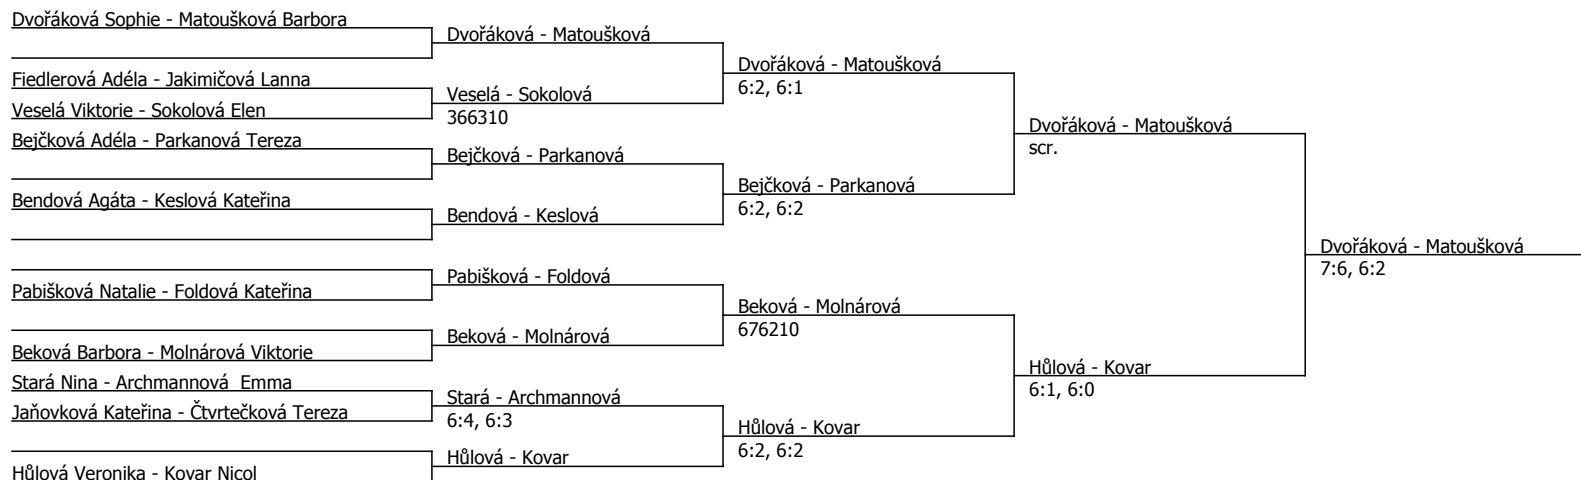 Dvořáková Sophie - Matoušková Barbora
Dvořáková - Matoušková
Dvořáková - Matoušková
6:2, 6:1
Fiedlerová Adéla - Jakimičová Lanna
Veselá - Sokolová
366310
Veselá Viktorie - Sokolová Elen
Dvořáková - Matoušková
scr.
Bejčková Adéla - Parkanová Tereza
Bejčková - Parkanová
Bejčková - Parkanová
6:2, 6:2
Bendová Agáta - Keslová Kateřina
Bendová - Keslová
Dvořáková - Matoušková
7:6, 6:2
Pabišková - Foldová
Pabišková Natalie - Foldová Kateřina
Beková - Molnárová
676210
Beková - Molnárová
Beková Barbora - Molnárová Viktorie
Hůlová - Kovar
6:1, 6:0
Stará Nina - Archmannová  Emma
Stará - Archmannová
6:4, 6:3
Jaňovková Kateřina - Čtvrtečková Tereza
Hůlová - Kovar
6:2, 6:2
Hůlová - Kovar
Hůlová Veronika - Kovar Nicol